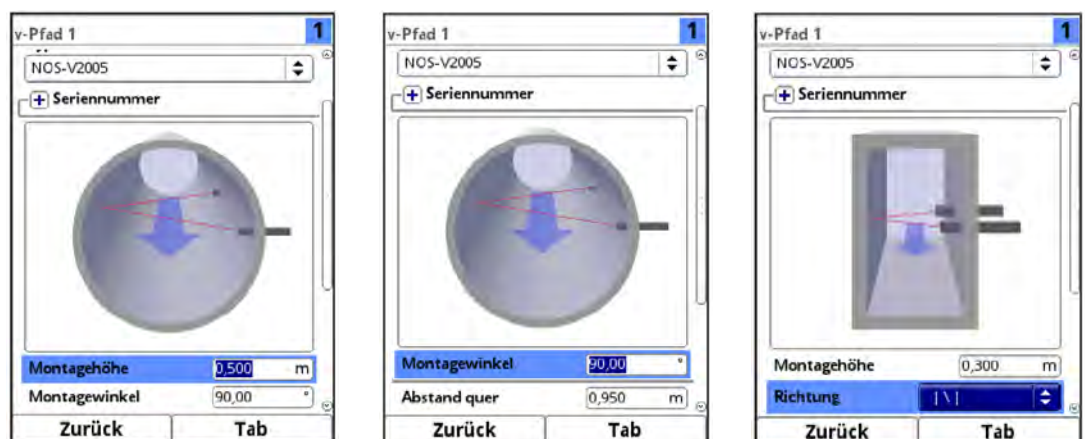 v-Pfad 1
1
NOS-V2005
Seriennummer
Montagehöhe
0,500 m
Montagewinkel
90,00 °
Zurück
Tab
v-Pfad 1
1
NOS-V2005
Seriennummer
Montagewinkel
90,00 °
Abstand quer
0,950 m
Zurück
Tab
v-Pfad 1
1
NOS-V2005
Seriennummer
Montagehöhe
0,300 m
Richtung
| \ |
Zurück
Tab